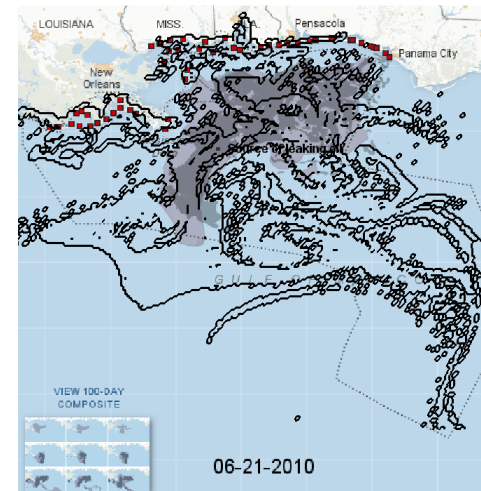 LOUISIANA MISS. A. Pensacola
Panama City
New
Orleans
Source of leaking oil
GULF O
VIEW 100-DAY
COMPOSITE
06-21-2010